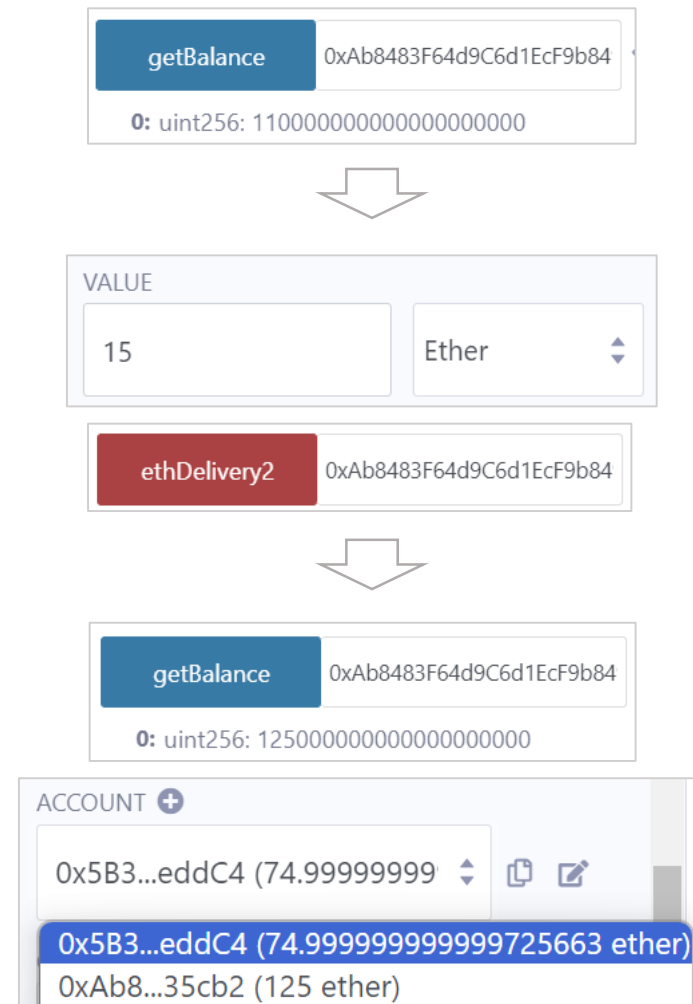 getBalance 0xAb8483F64d9C6d1EcF9b84
0: uint256: 110000000000000000000
VALUE
15 Ether
ethDelivery2 0xAb8483F64d9C6d1EcF9b84
getBalance 0xAb8483F64d9C6d1EcF9b84
0: uint256: 125000000000000000000
ACCOUNT
0x5B3...eddC4 (74.99999999
0x5B3...eddC4 (74.999999999999725663 ether)
0xAb8...35cb2 (125 ether)